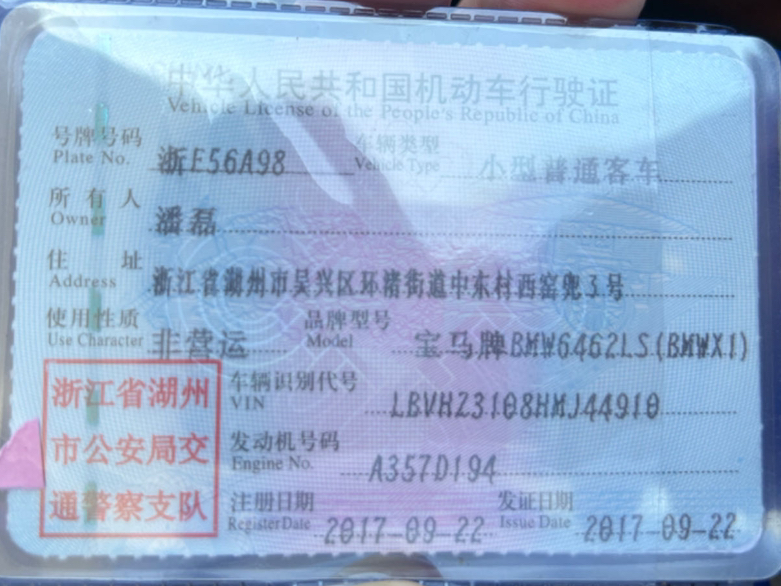 中华人民共和国机动车行驶证
Vehicle License of the People's Republic of China
号牌号码 浙E56A98 车辆类型 小型普通客车
Plate No. Vehicle Type
所有人 潘磊
Owner
住址 浙江省湖州市吴兴区环渚街道中东村西窑兜3号
Address
使用性质 非营运 品牌型号 宝马牌BMW6462LS(BMWX1)
Use Character Model
浙江省湖州
市公安局交
通警察支队
车辆识别代号 LBVHZ3108HMJ44910
VIN
发动机号码 A357D194
Engine No.
注册日期 2017-09-22 发证日期 2017-09-22
Register Date Issue Date